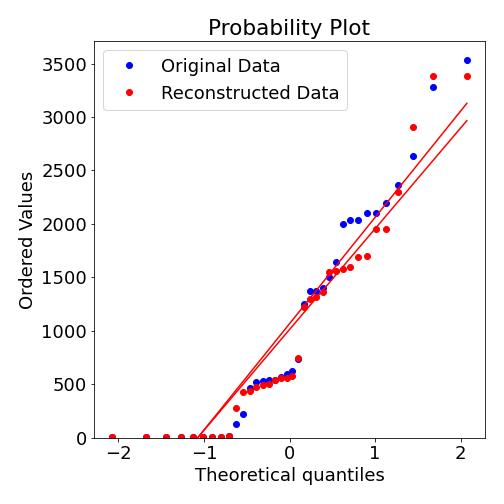 Probability Plot
Original Data
Reconstructed Data
Ordered Values
3500
3000
2500
2000
1500
1000
500
0
−2 −1 0 1 2
Theoretical quantiles